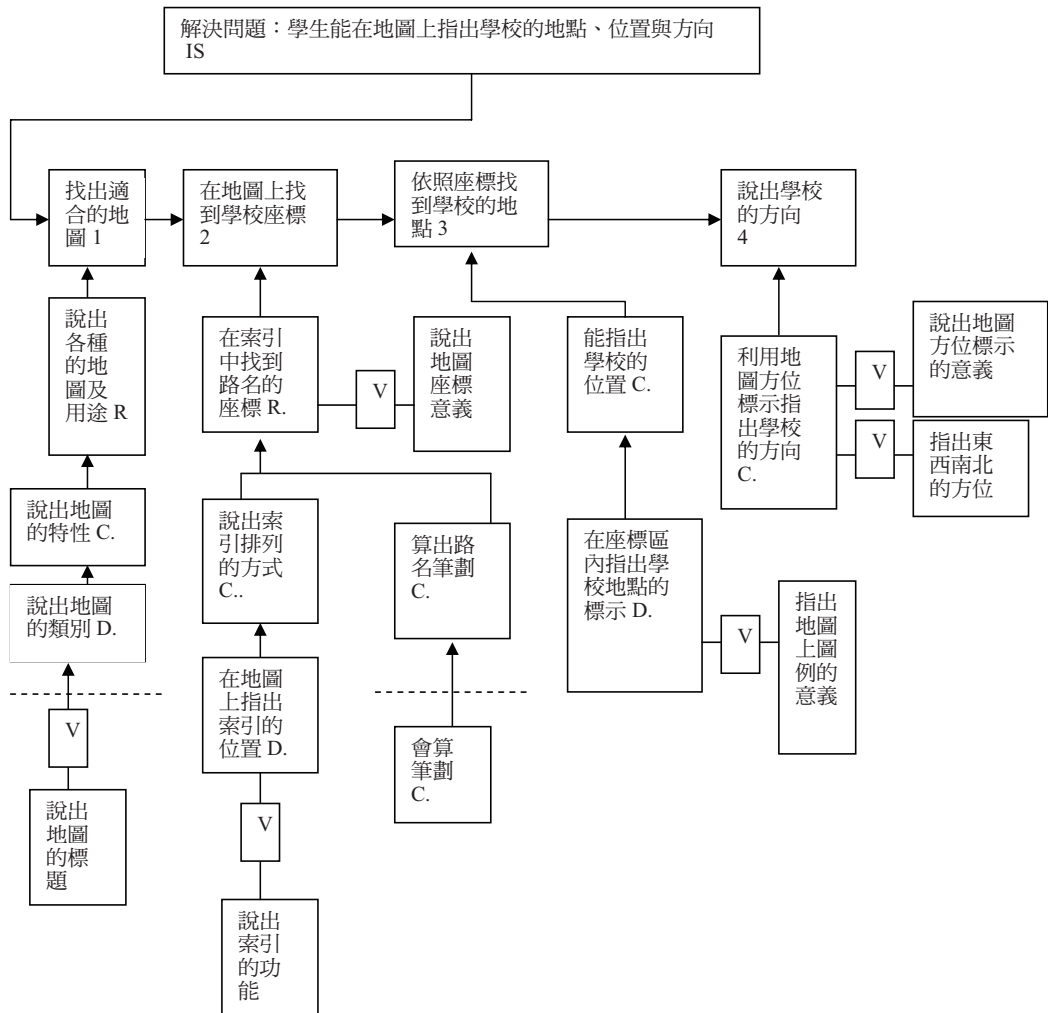 解決問題：學生能在地圖上指出學校的地點、位置與方向
IS
找出適
合的地
圖 1
在地圖上找
到學校座標
2
依照座標找
到學校的地
點 3
說出學校
的方向
4
說出
各種
的地
圖及
用途 R
在索引
中找到
路名的
座標 R.
V
說出
地圖
座標
意義
能指出
學校的
位置 C.
利用地
圖方位
標示指
出學校
的方向
C.
V
說出地圖
方位標示
的意義
V
指出東
西南北
的方位
說出地圖
的特性 C.
說出索
引排列
的方式
C..
算出路
名筆劃
C.
在座標區
內指出學
校地點的
標示 D.
V
指出
地圖
上圖
例的
意義
說出地圖
的類別 D.
在地圖
上指出
索引的
位置 D.
會算
筆劃
C.
V
說出
地圖
的標
題
V
說出
索引
的功
能